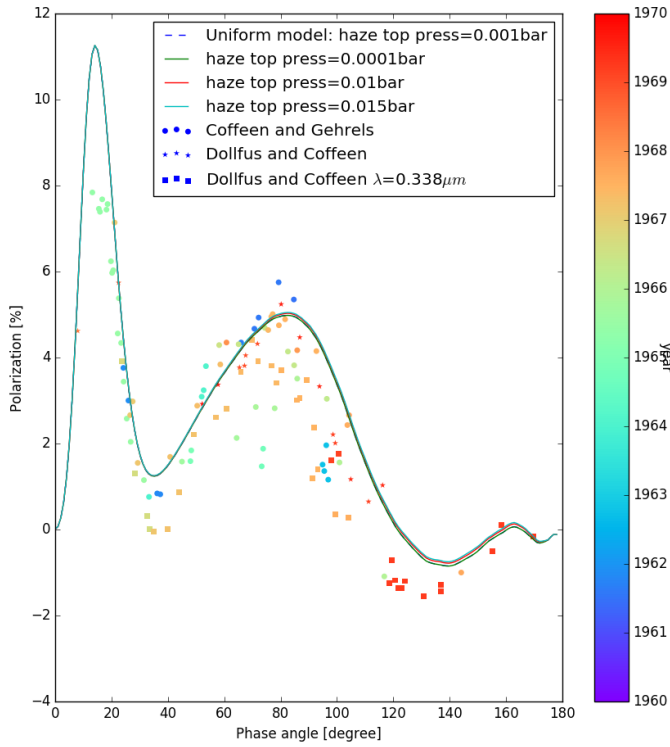 12
10
8
6
4
2
0
−2
−4
Polarization [%]
0 20 40 60 80 100 120 140 160 180
Phase angle [degree]
Uniform model: haze top press=0.001bar
haze top press=0.0001bar
haze top press=0.01bar
haze top press=0.015bar
Coffeen and Gehrels
Dollfus and Coffeen
Dollfus and Coffeen λ=0.338μm
1970
1969
1968
1967
1966
1965
1964
1963
1962
1961
1960
year